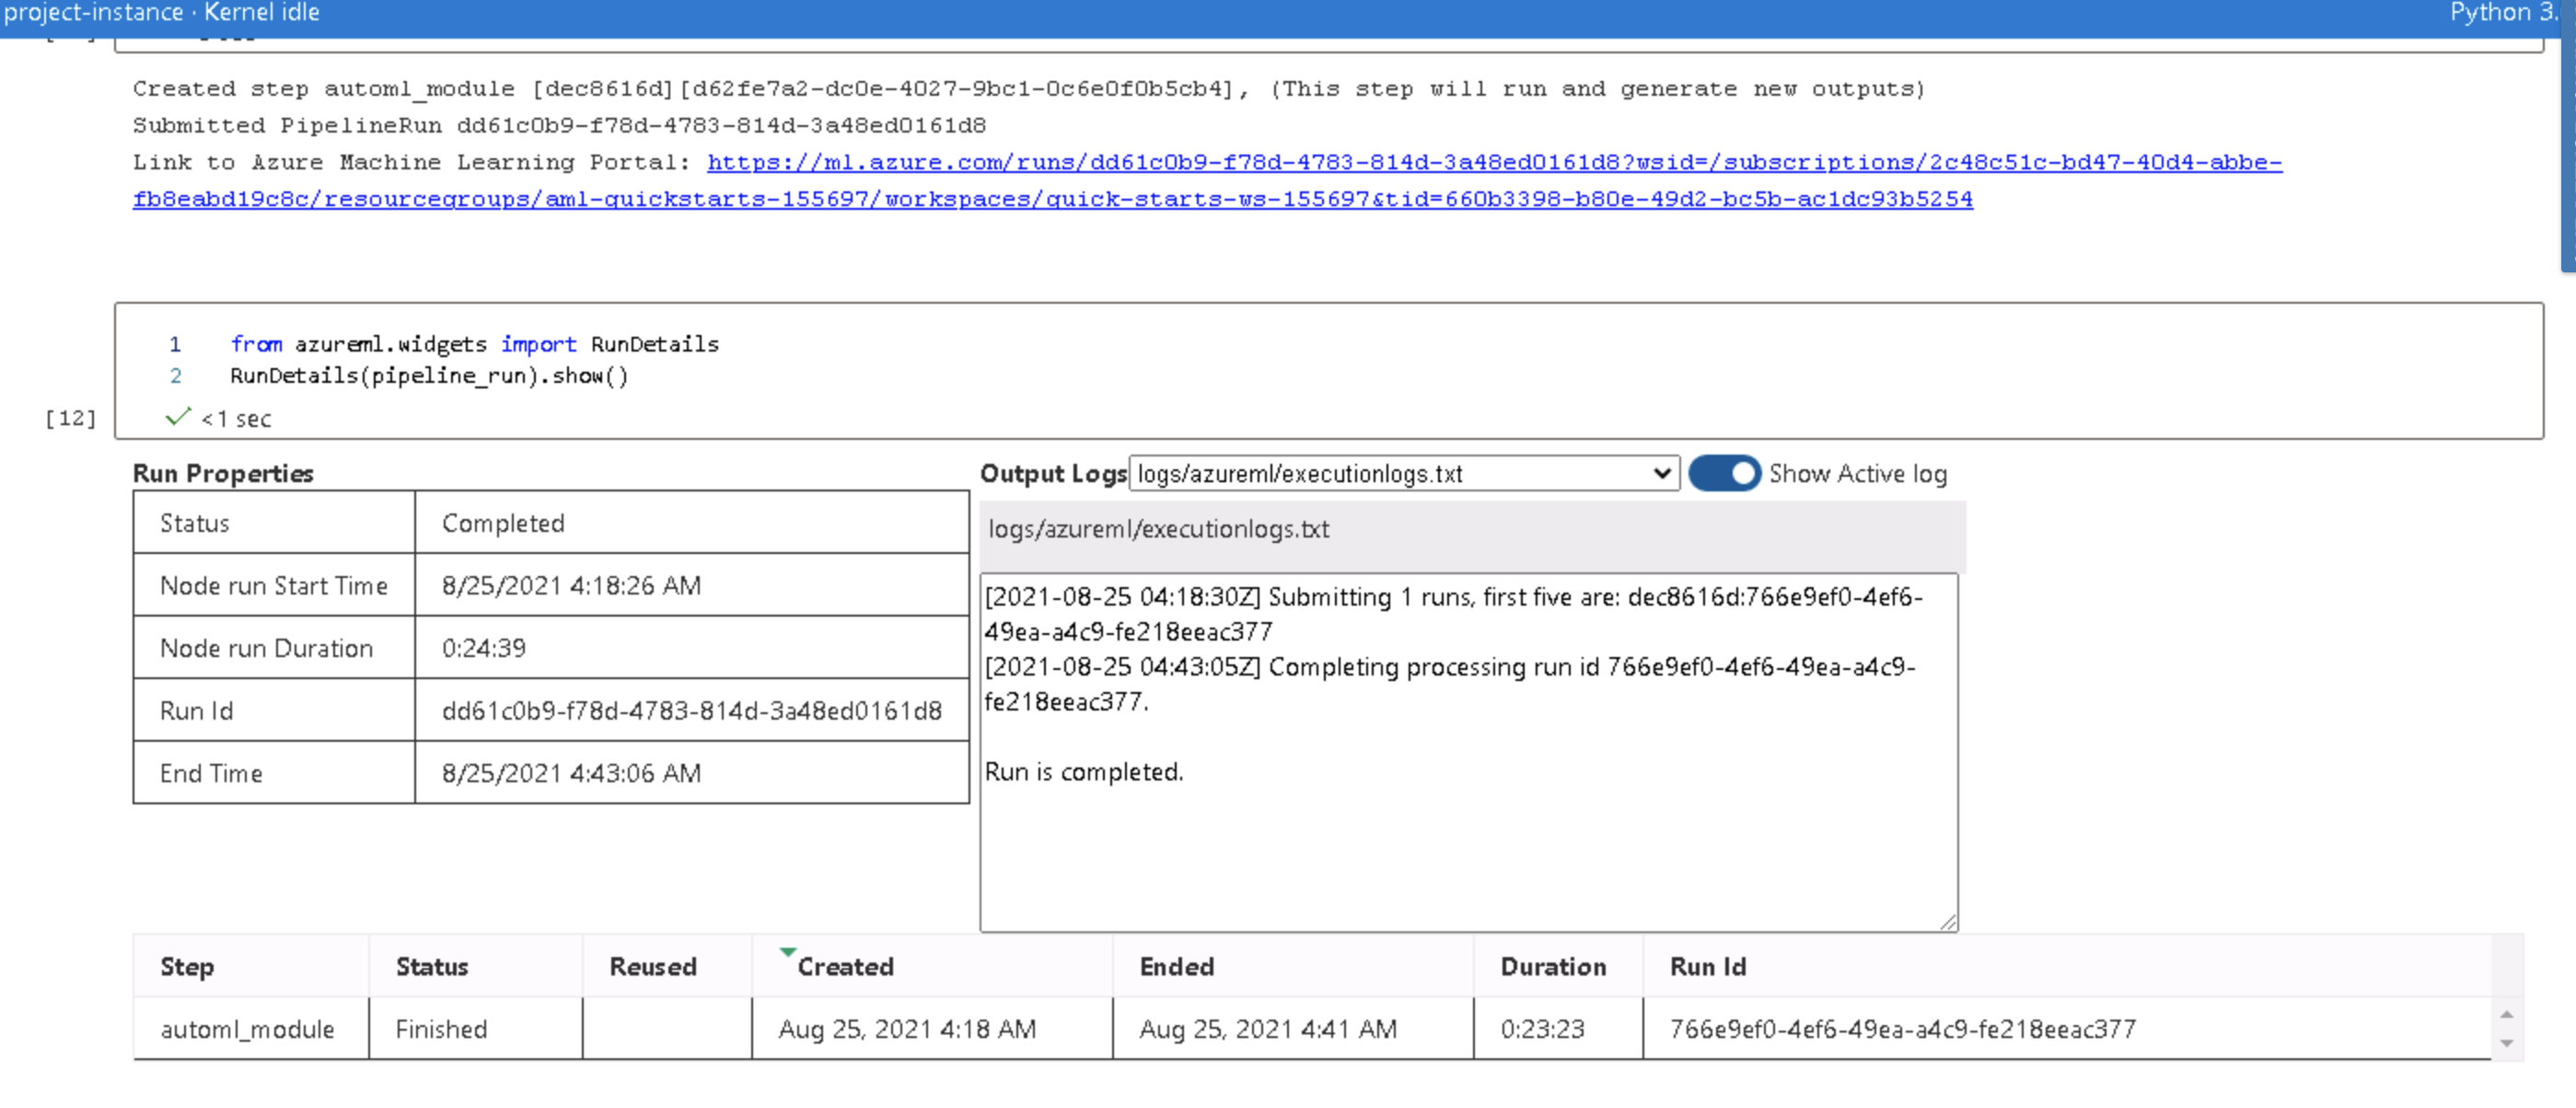 project-instance · Kernel idle
Python 3.
Created step automl_module [dec8616d][d62fe7a2-dc0e-4027-9bc1-0c6e0f0b5cb4], (This step will run and generate new outputs)
Submitted PipelineRun dd61c0b9-f78d-4783-814d-3a48ed0161d8
Link to Azure Machine Learning Portal: https://ml.azure.com/runs/dd61c0b9-f78d-4783-814d-3a48ed0161d8?wsid=/subscriptions/2c48c51c-bd47-40d4-abbe-
fb8eabd19c8c/resourcegroups/aml-quickstarts-155697/workspaces/quick-starts-ws-155697&tid=660b3398-b80e-49d2-bc5b-ac1dc93b5254
1 from azureml.widgets import RunDetails
2 RunDetails(pipeline_run).show()
[12] <1 sec
Run Properties
Status Completed
Node run Start Time 8/25/2021 4:18:26 AM
Node run Duration 0:24:39
Run Id dd61c0b9-f78d-4783-814d-3a48ed0161d8
End Time 8/25/2021 4:43:06 AM
Output Logs logs/azureml/executionlogs.txt Show Active log
logs/azureml/executionlogs.txt
[2021-08-25 04:18:30Z] Submitting 1 runs, first five are: dec8616d:766e9ef0-4ef6-
49ea-a4c9-fe218eeac377
[2021-08-25 04:43:05Z] Completing processing run id 766e9ef0-4ef6-49ea-a4c9-
fe218eeac377.
Run is completed.
Step Status Reused Created Ended Duration Run Id
automl_module Finished Aug 25, 2021 4:18 AM Aug 25, 2021 4:41 AM 0:23:23 766e9ef0-4ef6-49ea-a4c9-fe218eeac377